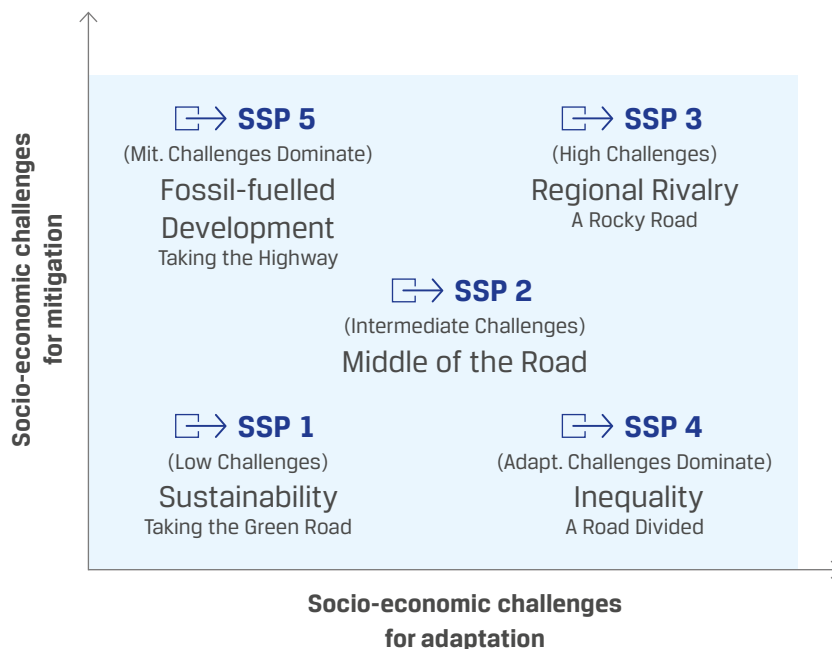 Socio-economic challenges
for mitigation
SSP 5
(Mit. Challenges Dominate)
Fossil-fuelled
Development
Taking the Highway
SSP 3
(High Challenges)
Regional Rivalry
A Rocky Road
SSP 2
(Intermediate Challenges)
Middle of the Road
SSP 1
(Low Challenges)
Sustainability
Taking the Green Road
SSP 4
(Adapt. Challenges Dominate)
Inequality
A Road Divided
Socio-economic challenges
for adaptation